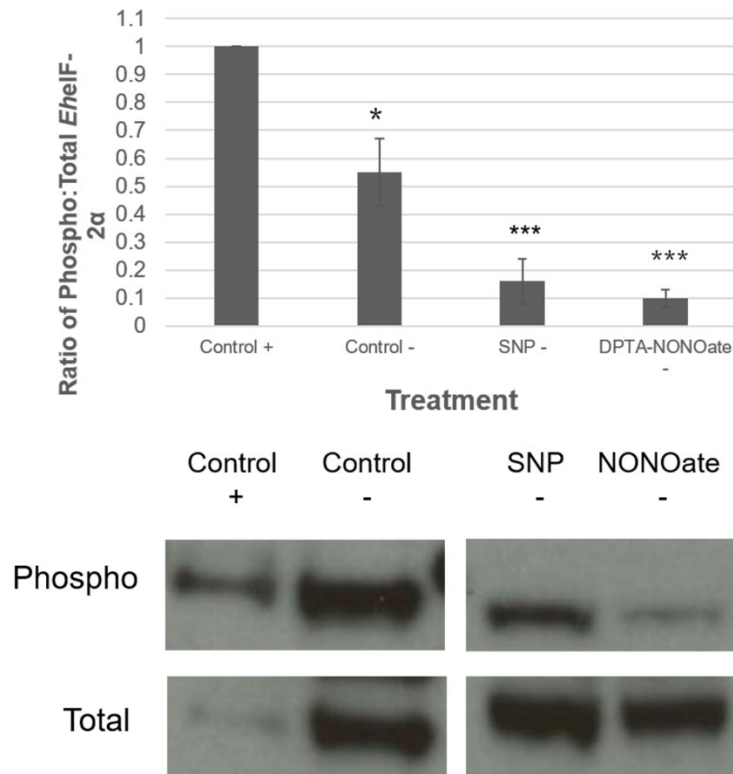 Ratio of Phospho:Total EheIF-
2α
1.1
1
0.9
0.8
0.7
0.6
0.5
0.4
0.3
0.2
0.1
0
*
***
***
Control +
Control -
SNP -
DPTA-NONOate
-
Treatment
Control
+
Control
-
SNP
-
NONOate
-
Phospho
Total